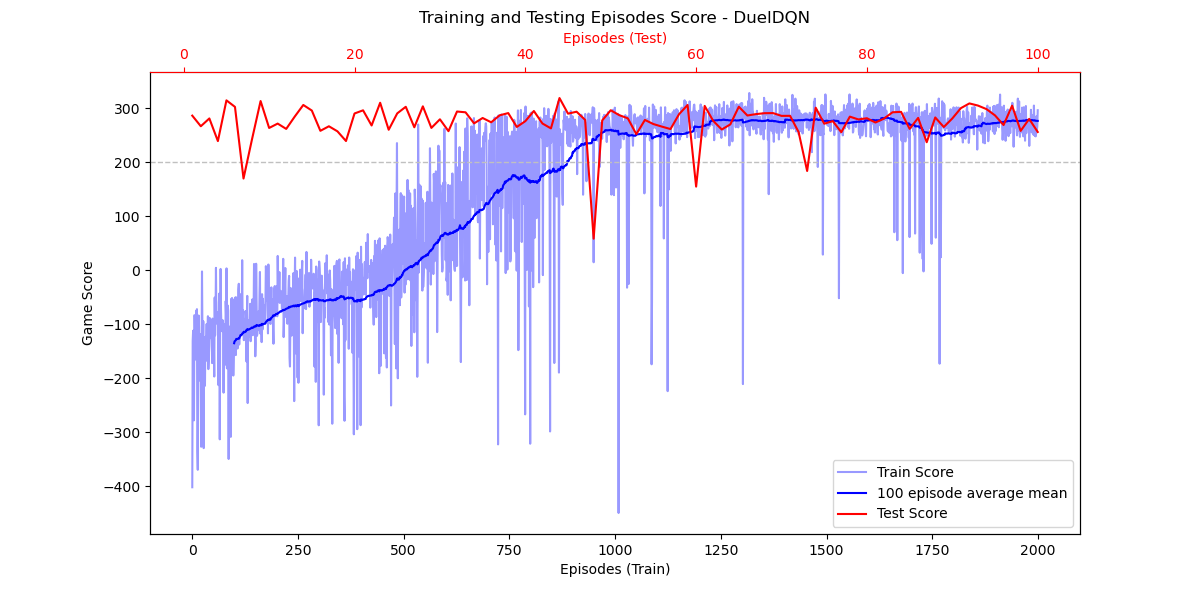 Training and Testing Episodes Score - DuelDQN
Episodes (Test)
0 20 40 60 80 100
Game Score
300
200
100
0
−100
−200
−300
−400
Train Score
100 episode average mean
Test Score
0 250 500 750 1000 1250 1500 1750 2000
Episodes (Train)